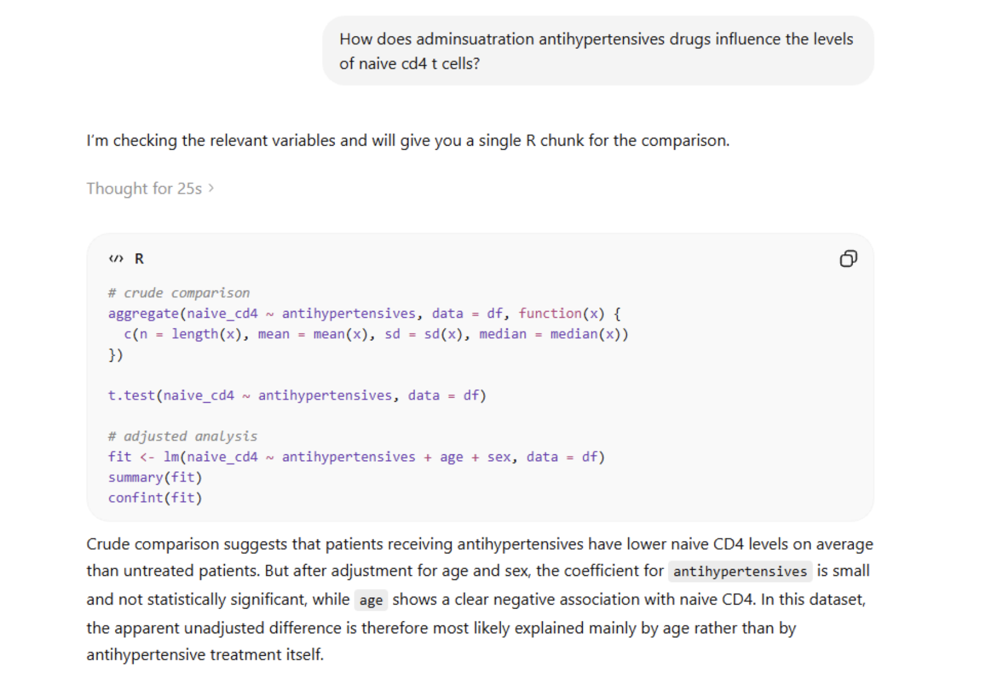 How does adminsuatration antihypertensives drugs influence the levels
of naive cd4 t cells?
I'm checking the relevant variables and will give you a single R chunk for the comparison.
Thought for 25s >
</> R
# crude comparison
aggregate(naive_cd4 ~ antihypertensives, data = df, function(x) {
  c(n = length(x), mean = mean(x), sd = sd(x), median = median(x))
})
t.test(naive_cd4 ~ antihypertensives, data = df)
# adjusted analysis
fit <- lm(naive_cd4 ~ antihypertensives + age + sex, data = df)
summary(fit)
confint(fit)
Crude comparison suggests that patients receiving antihypertensives have lower naive CD4 levels on average
than untreated patients. But after adjustment for age and sex, the coefficient for antihypertensives is small
and not statistically significant, while age shows a clear negative association with naive CD4. In this dataset,
the apparent unadjusted difference is therefore most likely explained mainly by age rather than by
antihypertensive treatment itself.